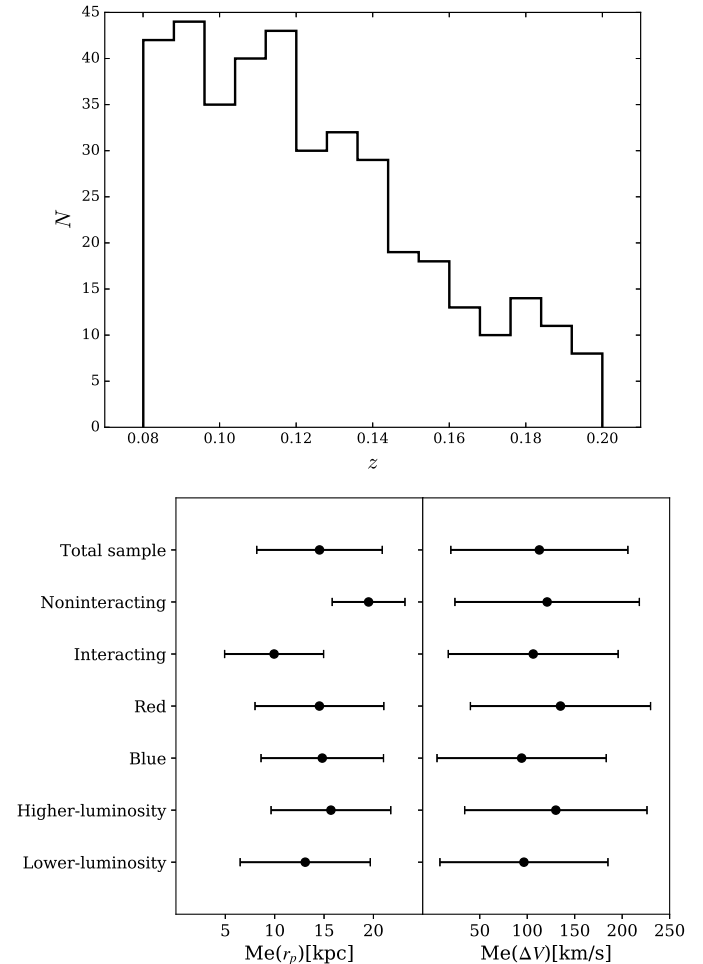 45
40
35
30
25
20
15
10
5
0
N
0.08 0.10 0.12 0.14 0.16 0.18 0.20
z
Total sample
Noninteracting
Interacting
Red
Blue
Higher-luminosity
Lower-luminosity
5 10 15 20 50 100 150 200 250
Me(r_p)[kpc] Me(ΔV)[km/s]